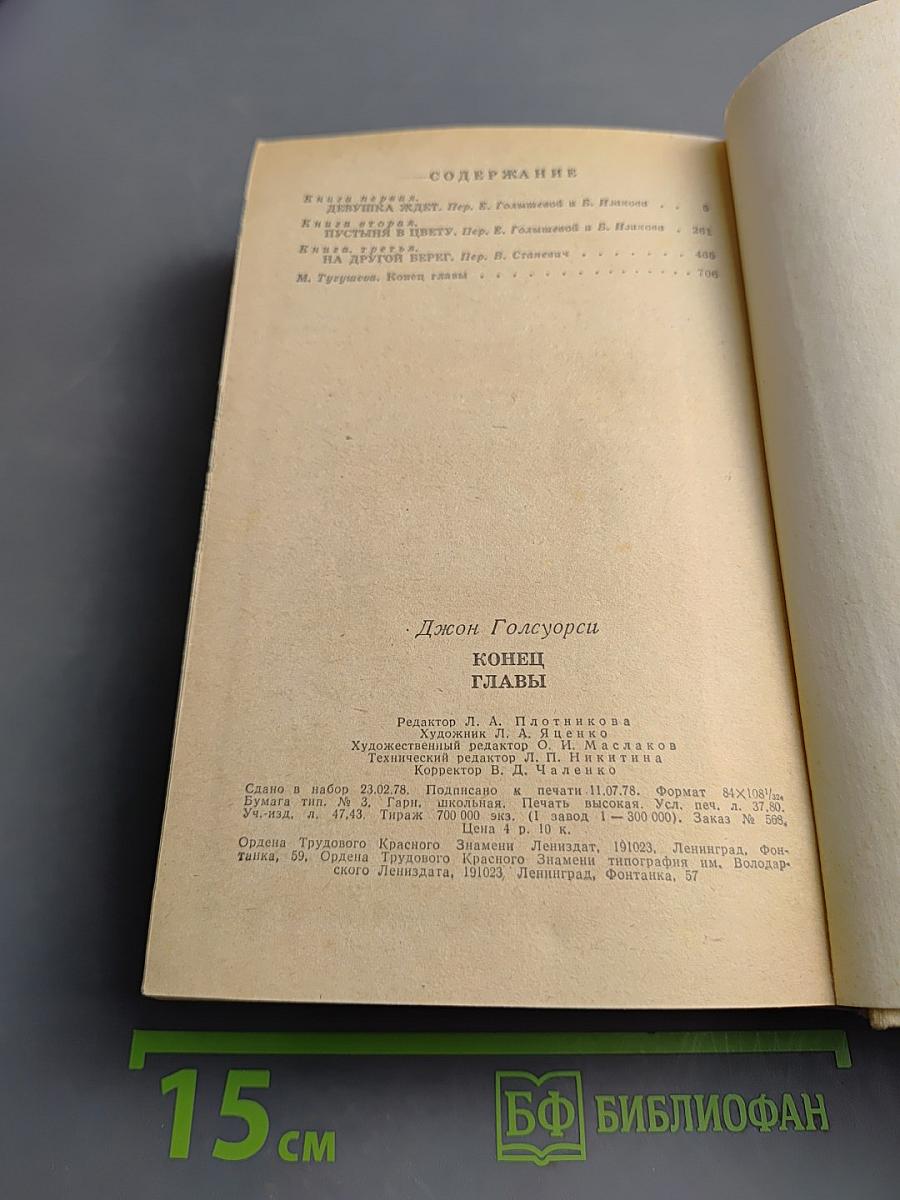 СОДЕРЖАНИЕ
Книга первая.
ДЕВУШКА ЖДЕТ. Пер. Е. Голышевой и Б. Изакова . . 5
Книга вторая.
ПУСТЫНЯ В ЦВЕТУ. Пер. Е. Голышевой и Б. Изакова . 261
Книга третья.
НА ДРУГОЙ БЕРЕГ. Пер. В. Станевич . . . . . . .
М. Тугушева. Конец главы . . . . . . . . . . . . . . . 706
Джон Голсуорси
КОНЕЦ
ГЛАВЫ
Редактор Л. А. Плотникова
Художник Л. А. Яценко
Художественный редактор О. И. Маслаков
Технический редактор Л. П. Никитина
Корректор В. Д. Чаленко
Сдано в набор 23.02.78. Подписано к печати 11.07.78. Формат 84×108¹/₃₂.
Бумага тип. № 3. Гарн. школьная. Печать высокая. Усл. печ. л. 37,80.
Уч.-изд. л. 47,43. Тираж 700 000 экз. (1 завод 1—300 000). Заказ № 568.
Цена 4 р. 10 к.
Ордена Трудового Красного Знамени Лениздат, 191023, Ленинград, Фон-
танка, 59. Ордена Трудового Красного Знамени типография им. Володар-
ского Лениздата, 191023, Ленинград, Фонтанка, 57
15 см
БФ БИБЛИОФАН